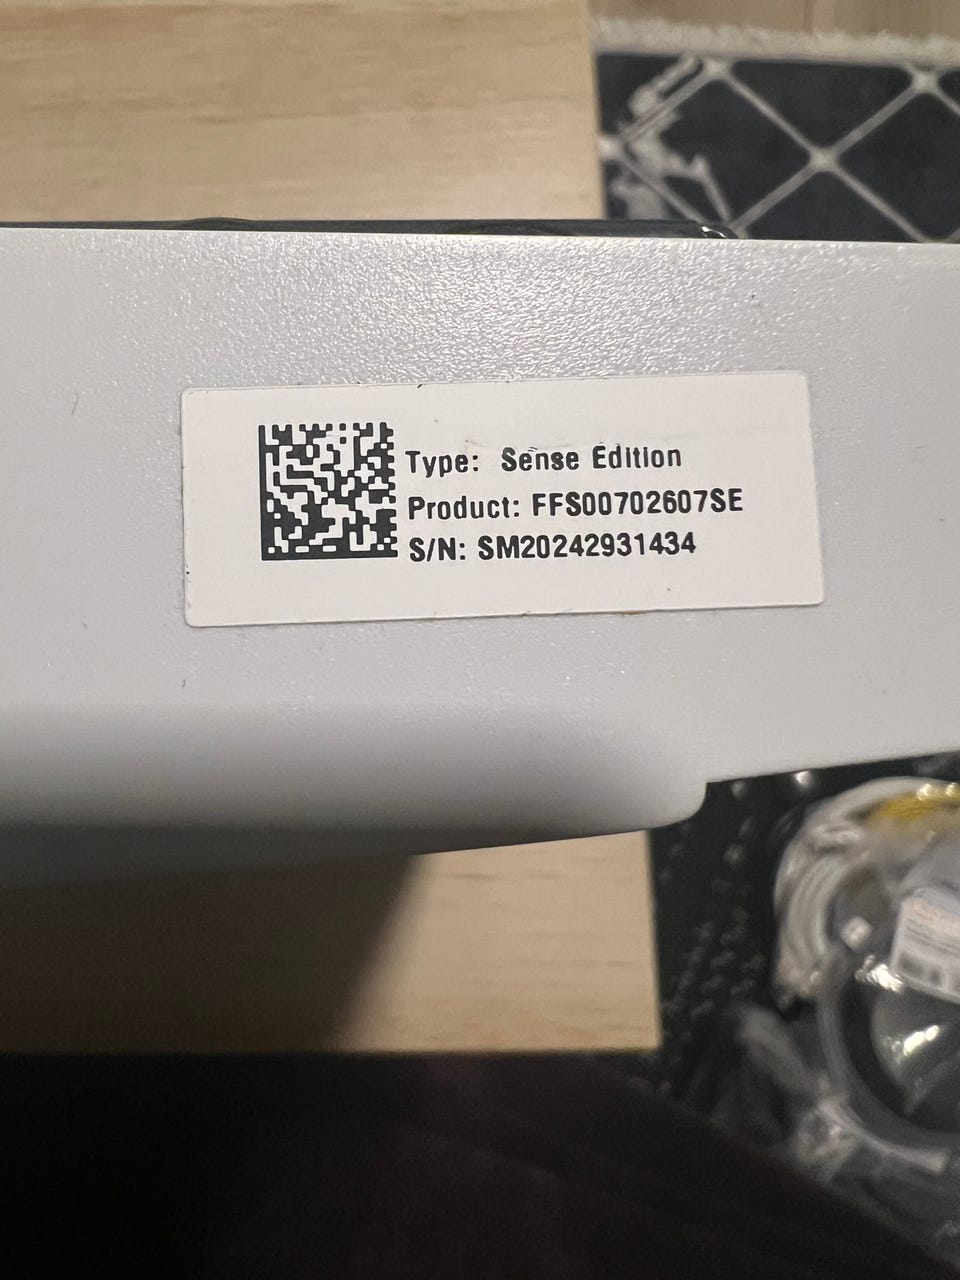 Type: Sense Edition
Product: FFS00702607SE
S/N: SM20242931434